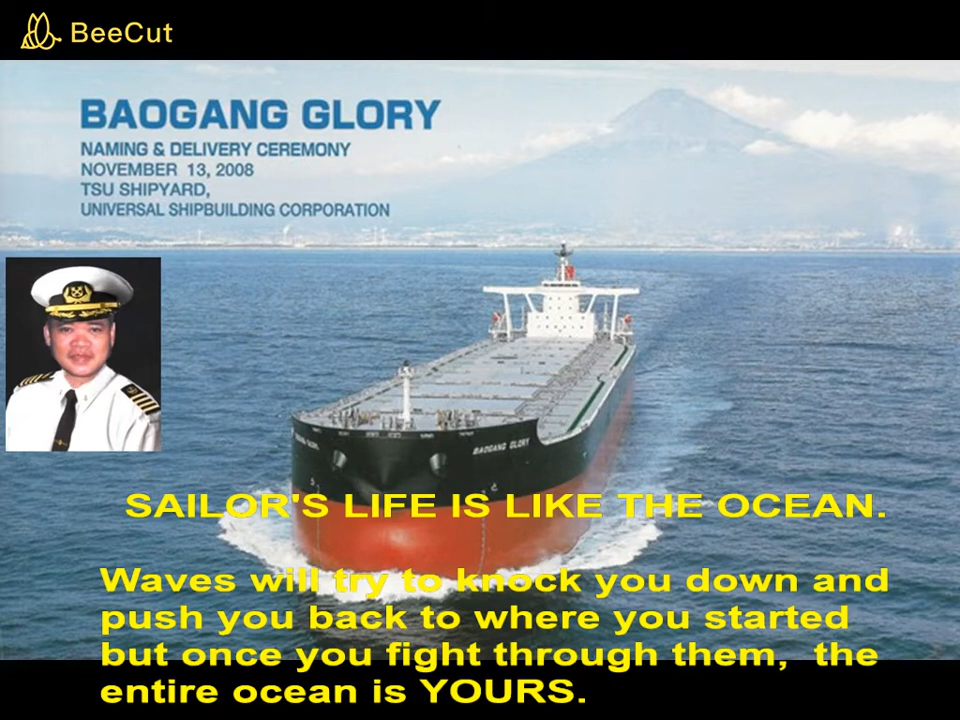 BeeCut
BAOGANG GLORY
NAMING & DELIVERY CEREMONY
NOVEMBER 13, 2008
TSU SHIPYARD,
UNIVERSAL SHIPBUILDING CORPORATION
BAOGANG GLORY
SAILOR'S LIFE IS LIKE THE OCEAN.
Waves will try to knock you down and
push you back to where you started
but once you fight through them, the
entire ocean is YOURS.